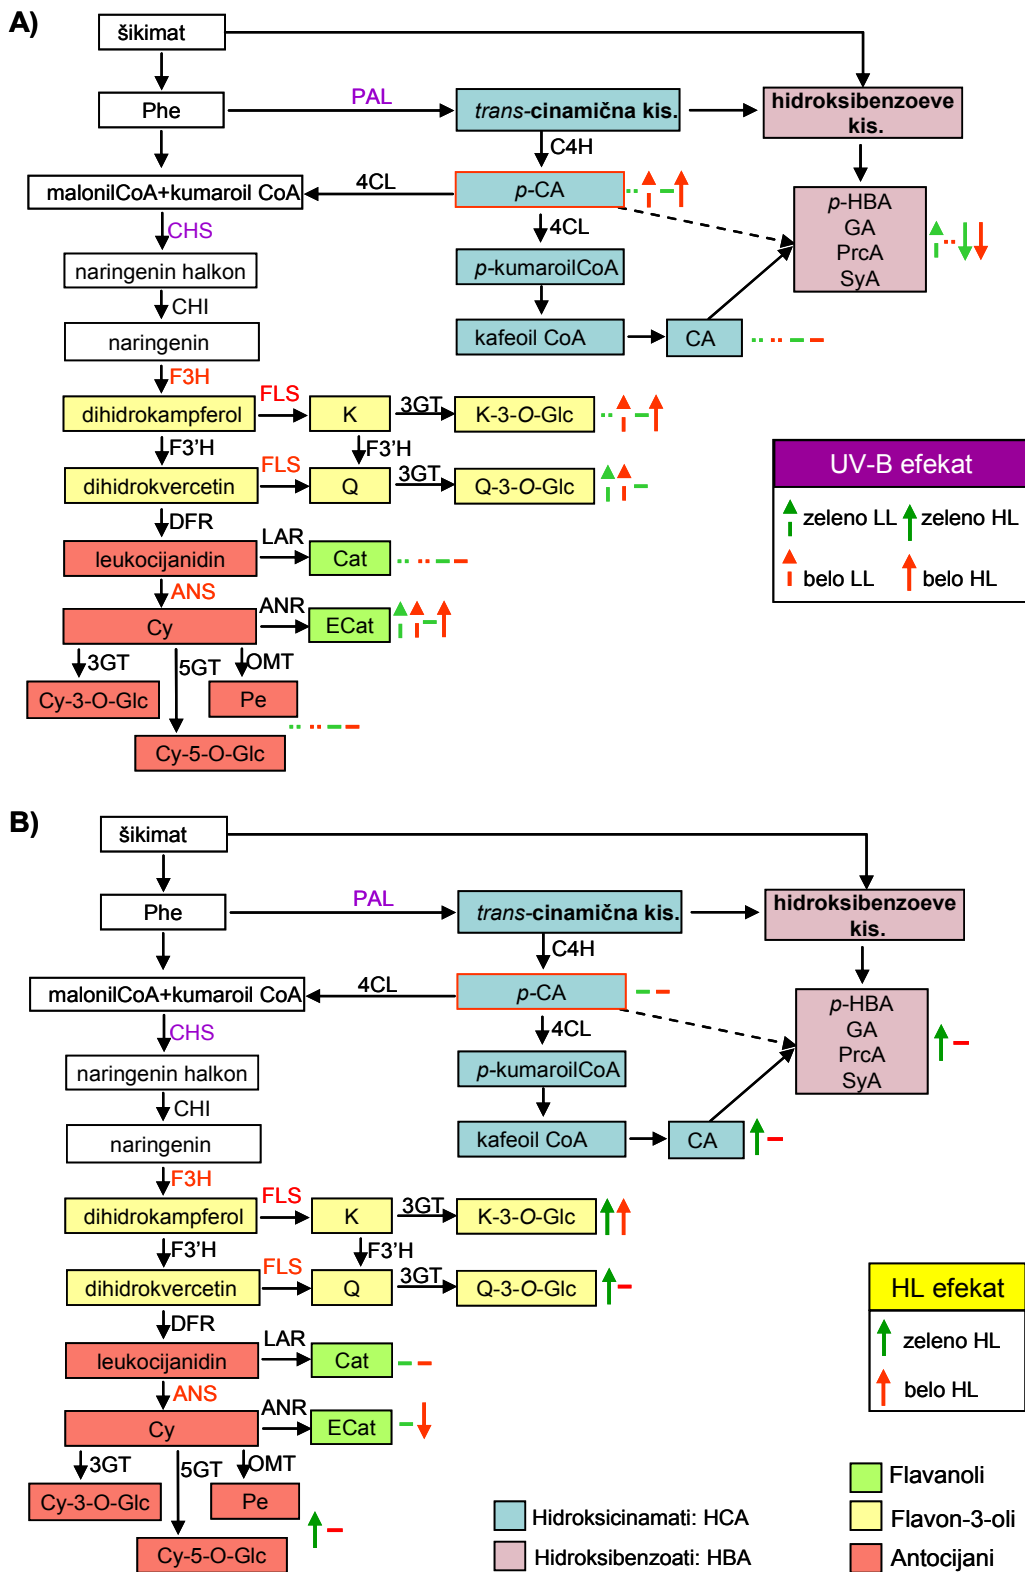 A)
šikimat
Phe
PAL
trans-cinamična kis.
hidroksibenzoeve
kis.
C4H
malonilCoA+kumaroil CoA
4CL
p-CA
p-HBA
GA
PrcA
SyA
CHS
4CL
naringenin halkon
p-kumaroilCoA
CHI
naringenin
kafeoil CoA
CA
F3H
dihidrokampferol
FLS
K
3GT
K-3-O-Glc
F3'H
F3'H
dihidrokvercetin
FLS
Q
3GT
Q-3-O-Glc
UV-B efekat
zeleno LL
zeleno HL
belo LL
belo HL
DFR
leukocijanidin
LAR
Cat
ANS
Cy
ANR
ECat
3GT
5GT
OMT
Cy-3-O-Glc
Pe
Cy-5-O-Glc
B)
šikimat
Phe
PAL
trans-cinamična kis.
hidroksibenzoeve
kis.
C4H
malonilCoA+kumaroil CoA
4CL
p-CA
p-HBA
GA
PrcA
SyA
CHS
4CL
naringenin halkon
p-kumaroilCoA
CHI
naringenin
kafeoil CoA
CA
F3H
dihidrokampferol
FLS
K
3GT
K-3-O-Glc
F3'H
F3'H
dihidrokvercetin
FLS
Q
3GT
Q-3-O-Glc
HL efekat
zeleno HL
belo HL
DFR
leukocijanidin
LAR
Cat
ANS
Cy
ANR
ECat
3GT
5GT
OMT
Cy-3-O-Glc
Pe
Cy-5-O-Glc
Hidroksicinamati: HCA
Hidroksibenzoati: HBA
Flavanoli
Flavon-3-oli
Antocijani